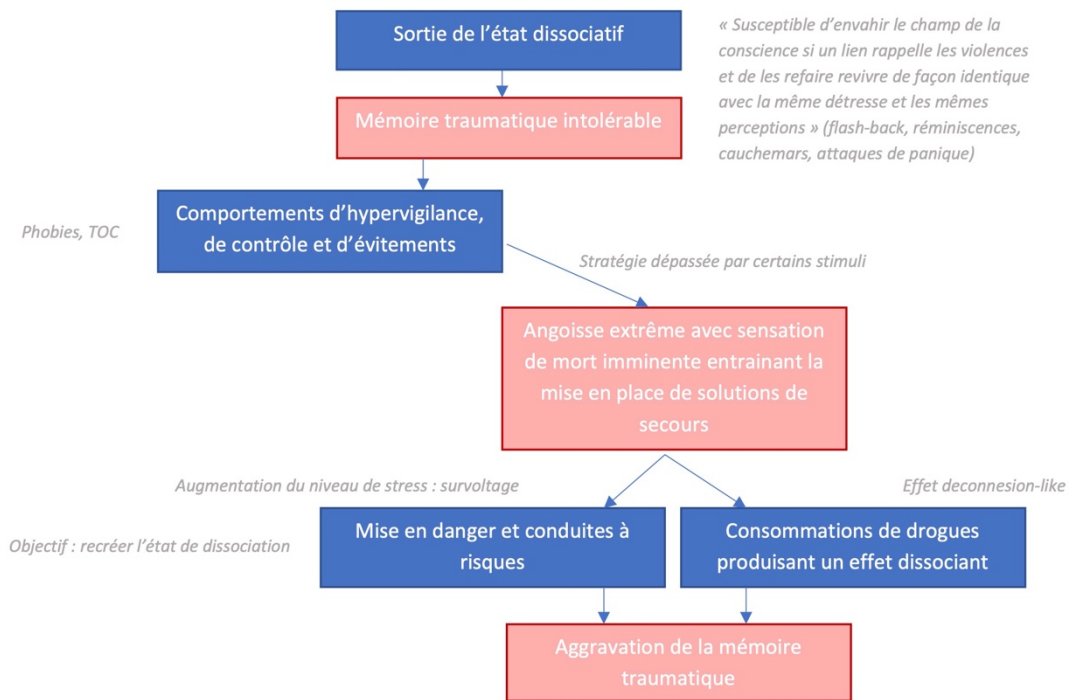 Sortie de l’état dissociatif
« Susceptible d’envahir le champ de la
conscience si un lien rappelle les violences
et de les refaire revivre de façon identique
avec la même détresse et les mêmes
perceptions » (flash-back, réminiscences,
cauchemars, attaques de panique)
Mémoire traumatique intolérable
Phobies, TOC
Comportements d’hypervigilance,
de contrôle et d’évitements
Stratégie dépassée par certains stimuli
Angoisse extrême avec sensation
de mort imminente entrainant la
mise en place de solutions de
secours
Augmentation du niveau de stress : survoltage
Effet deconnesion-like
Objectif : recréer l’état de dissociation
Mise en danger et conduites à
risques
Consommations de drogues
produisant un effet dissociant
Aggravation de la mémoire
traumatique